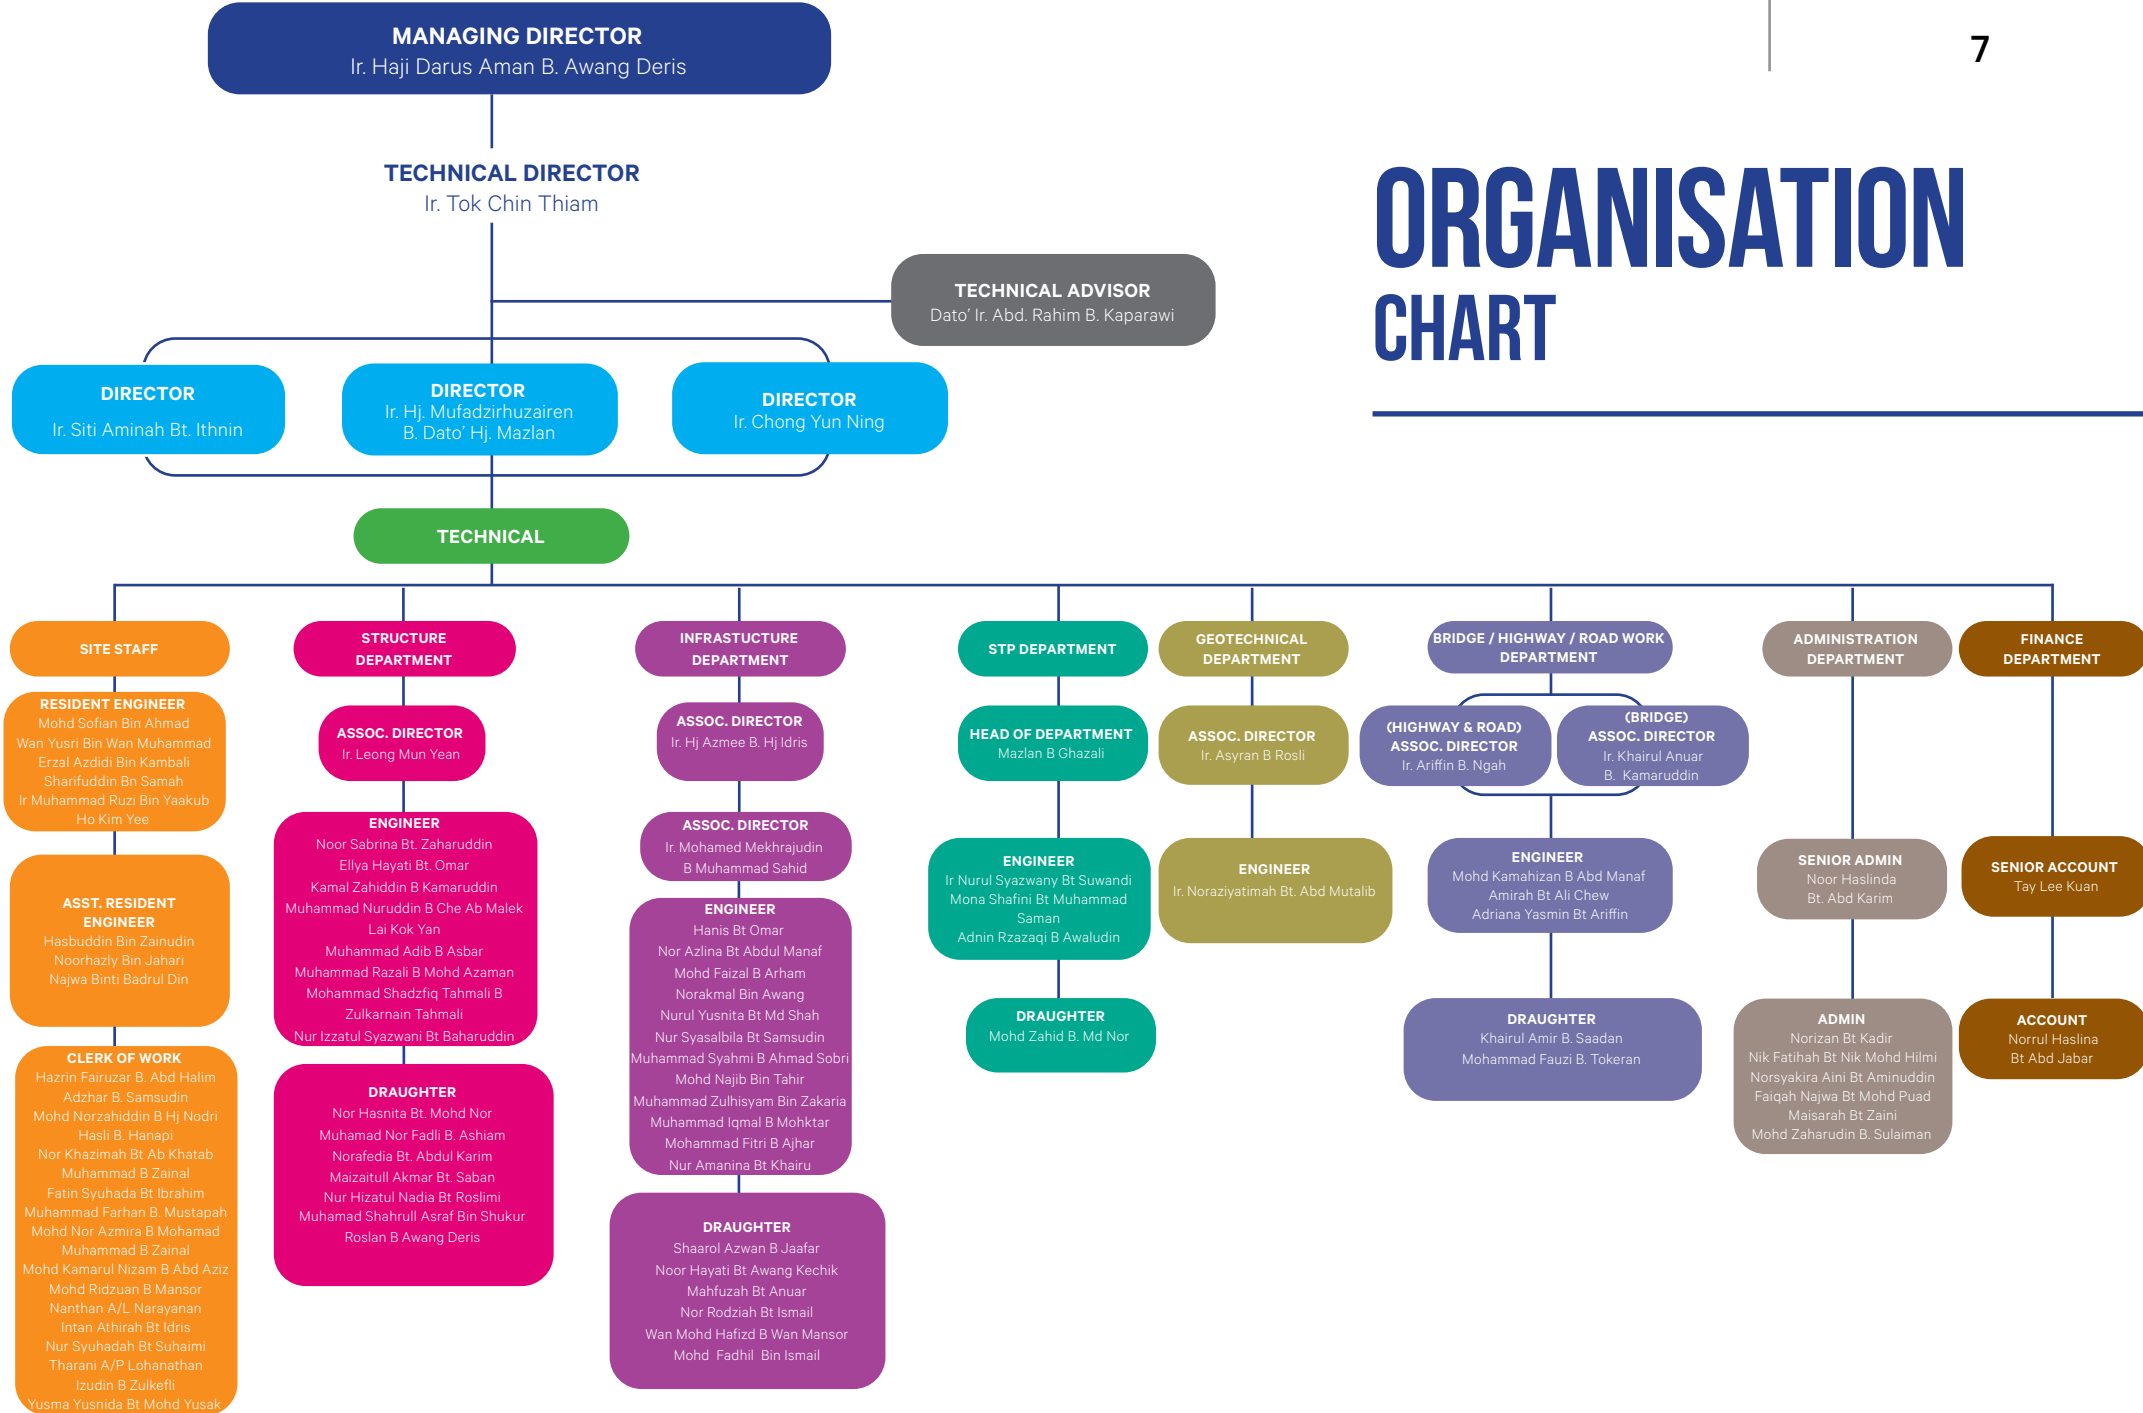 7
ORGANISATION
CHART
MANAGING DIRECTOR
Ir. Haji Darus Aman B. Awang Deris
TECHNICAL DIRECTOR
Ir. Tok Chin Thiam
TECHNICAL ADVISOR
Dato’ Ir. Abd. Rahim B. Kaparawi
DIRECTOR
Ir. Siti Aminah Bt. Ithnin
DIRECTOR
Ir. Hj. Mufadzirhuzairen
B. Dato’ Hj. Mazlan
DIRECTOR
Ir. Chong Yun Ning
TECHNICAL
SITE STAFF
RESIDENT ENGINEER
Mohd Sofian Bin Ahmad
Wan Yusri Bin Wan Muhammad
Erzal Azdidi Bin Kambali
Sharifuddin Bn Samah
Ir Muhammad Ruzi Bin Yaakub
Ho Kim Yee
ASST. RESIDENT
ENGINEER
Hasbuddin Bin Zainudin
Noorhazly Bin Jahari
Najwa Binti Badrul Din
CLERK OF WORK
Hazrin Fairuzar B. Abd Halim
Adzhar B. Samsudin
Mohd Norzahiddin B Hj Nodri
Hasli B. Hanapi
Nor Khazimah Bt Ab Khatab
Muhammad B Zainal
Fatin Syuhada Bt Ibrahim
Muhammad Farhan B. Mustapah
Mohd Nor Azmira B Mohamad
Muhammad B Zainal
Mohd Kamarul Nizam B Abd Aziz
Mohd Ridzuan B Mansor
Nanthan A/L Narayanan
Intan Athirah Bt Idris
Nur Syuhadah Bt Suhaimi
Tharani A/P Lohanathan
Izudin B Zulkefli
Yusma Yusnida Bt Mohd Yusak
STRUCTURE
DEPARTMENT
ASSOC. DIRECTOR
Ir. Leong Mun Yean
ENGINEER
Noor Sabrina Bt. Zaharuddin
Ellya Hayati Bt. Omar
Kamal Zahiddin B Kamaruddin
Muhammad Nuruddin B Che Ab Malek
Lai Kok Yan
Muhammad Adib B Asbar
Muhammad Razali B Mohd Azaman
Mohammad Shadzfiq Tahmali B
Zulkarnain Tahmali
Nur Izzatul Syazwani Bt Baharuddin
DRAUGHTER
Nor Hasnita Bt. Mohd Nor
Muhamad Nor Fadli B. Ashiam
Norafedia Bt. Abdul Karim
Maizaitull Akmar Bt. Saban
Nur Hizatul Nadia Bt Roslimi
Muhamad Shahrull Asraf Bin Shukur
Roslan B Awang Deris
INFRASTUCTURE
DEPARTMENT
ASSOC. DIRECTOR
Ir. Hj Azmee B. Hj Idris
ASSOC. DIRECTOR
Ir. Mohamed Mekhrajudin
B Muhammad Sahid
ENGINEER
Hanis Bt Omar
Nor Azlina Bt Abdul Manaf
Mohd Faizal B Arham
Norakmal Bin Awang
Nurul Yusnita Bt Md Shah
Nur Syasalbila Bt Samsudin
Muhammad Syahmi B Ahmad Sobri
Mohd Najib Bin Tahir
Muhammad Zulhisyam Bin Zakaria
Muhammad Iqmal B Mohktar
Mohammad Fitri B Ajhar
Nur Amanina Bt Khairu
DRAUGHTER
Shaarol Azwan B Jaafar
Noor Hayati Bt Awang Kechik
Mahfuzah Bt Anuar
Nor Rodziah Bt Ismail
Wan Mohd Hafizd B Wan Mansor
Mohd Fadhil Bin Ismail
STP DEPARTMENT
HEAD OF DEPARTMENT
Mazlan B Ghazali
ENGINEER
Ir Nurul Syazwany Bt Suwandi
Mona Shafini Bt Muhammad
Saman
Adnin Rzazaqi B Awaludin
DRAUGHTER
Mohd Zahid B. Md Nor
GEOTECHNICAL
DEPARTMENT
ASSOC. DIRECTOR
Ir. Asyran B Rosli
ENGINEER
Ir. Noraziyatimah Bt. Abd Mutalib
BRIDGE / HIGHWAY / ROAD WORK
DEPARTMENT
(HIGHWAY & ROAD)
ASSOC. DIRECTOR
Ir. Ariffin B. Ngah
(BRIDGE)
ASSOC. DIRECTOR
Ir. Khairul Anuar
B. Kamaruddin
ENGINEER
Mohd Kamahizan B Abd Manaf
Amirah Bt Ali Chew
Adriana Yasmin Bt Ariffin
DRAUGHTER
Khairul Amir B. Saadan
Mohammad Fauzi B. Tokeran
ADMINISTRATION
DEPARTMENT
SENIOR ADMIN
Noor Haslinda
Bt. Abd Karim
ADMIN
Norizan Bt Kadir
Nik Fatihah Bt Nik Mohd Hilmi
Norsyakira Aini Bt Aminuddin
Faiqah Najwa Bt Mohd Puad
Maisarah Bt Zaini
Mohd Zaharudin B. Sulaiman
FINANCE
DEPARTMENT
SENIOR ACCOUNT
Tay Lee Kuan
ACCOUNT
Norrul Haslina
Bt Abd Jabar